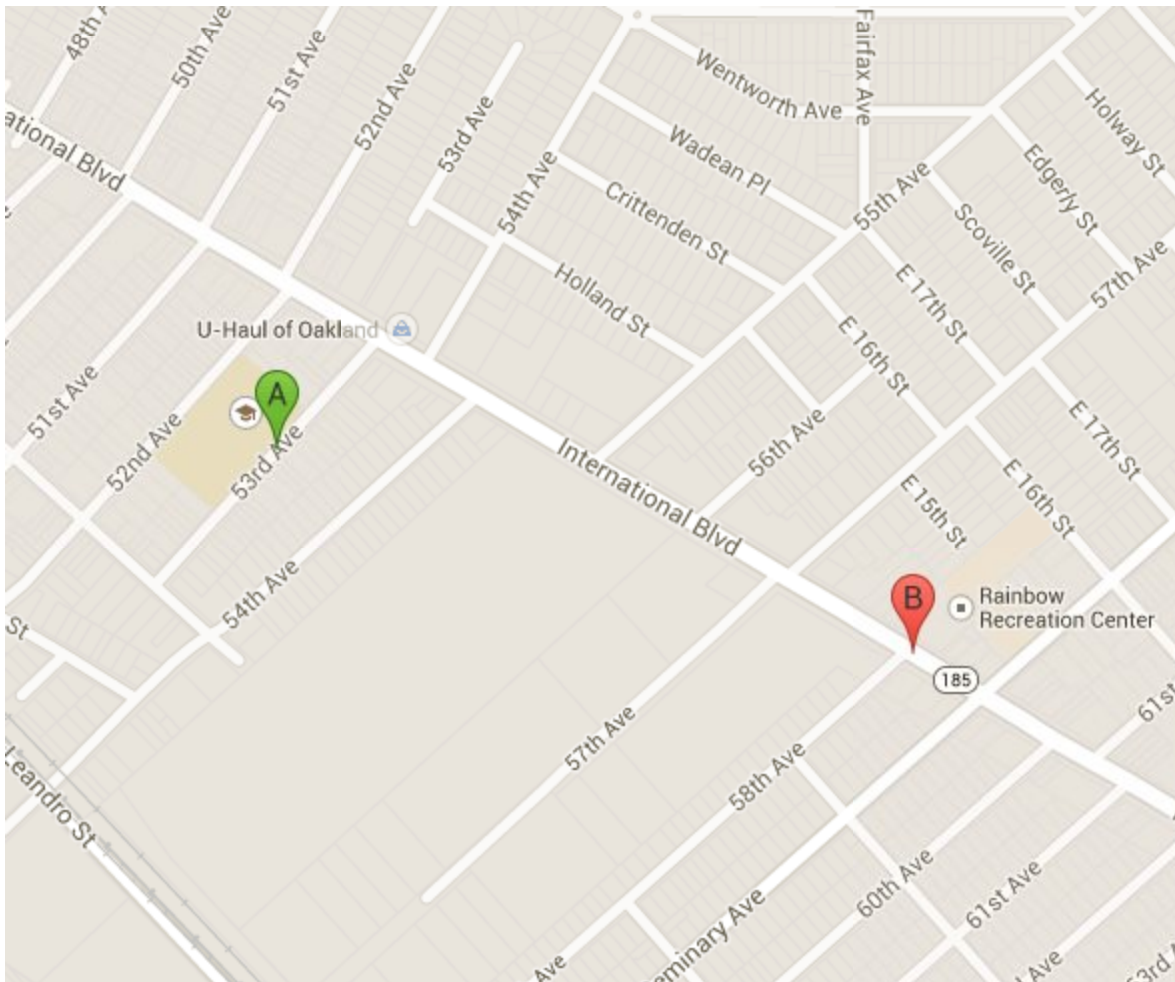 48th A
50th Ave
51st Ave
52nd Ave
53rd Ave
54th Ave
Wentworth Ave
Fairfax Ave
Wadean Pl
Crittenden St
Holland St
55th Ave
Holway St
Edgerly St
Scoville St
57th Ave
E 17th St
E 16th St
ational Blvd
U-Haul of Oakland
A
51st Ave
52nd Ave
53rd Ave
54th Ave
International Blvd
56th Ave
E 15th St
E 16th St
E 17th St
B
Rainbow
Recreation Center
185
61st
St
Leandro St
57th Ave
58th Ave
60th Ave
61st Ave
eminary Ave
Ave
Ave
53rd A